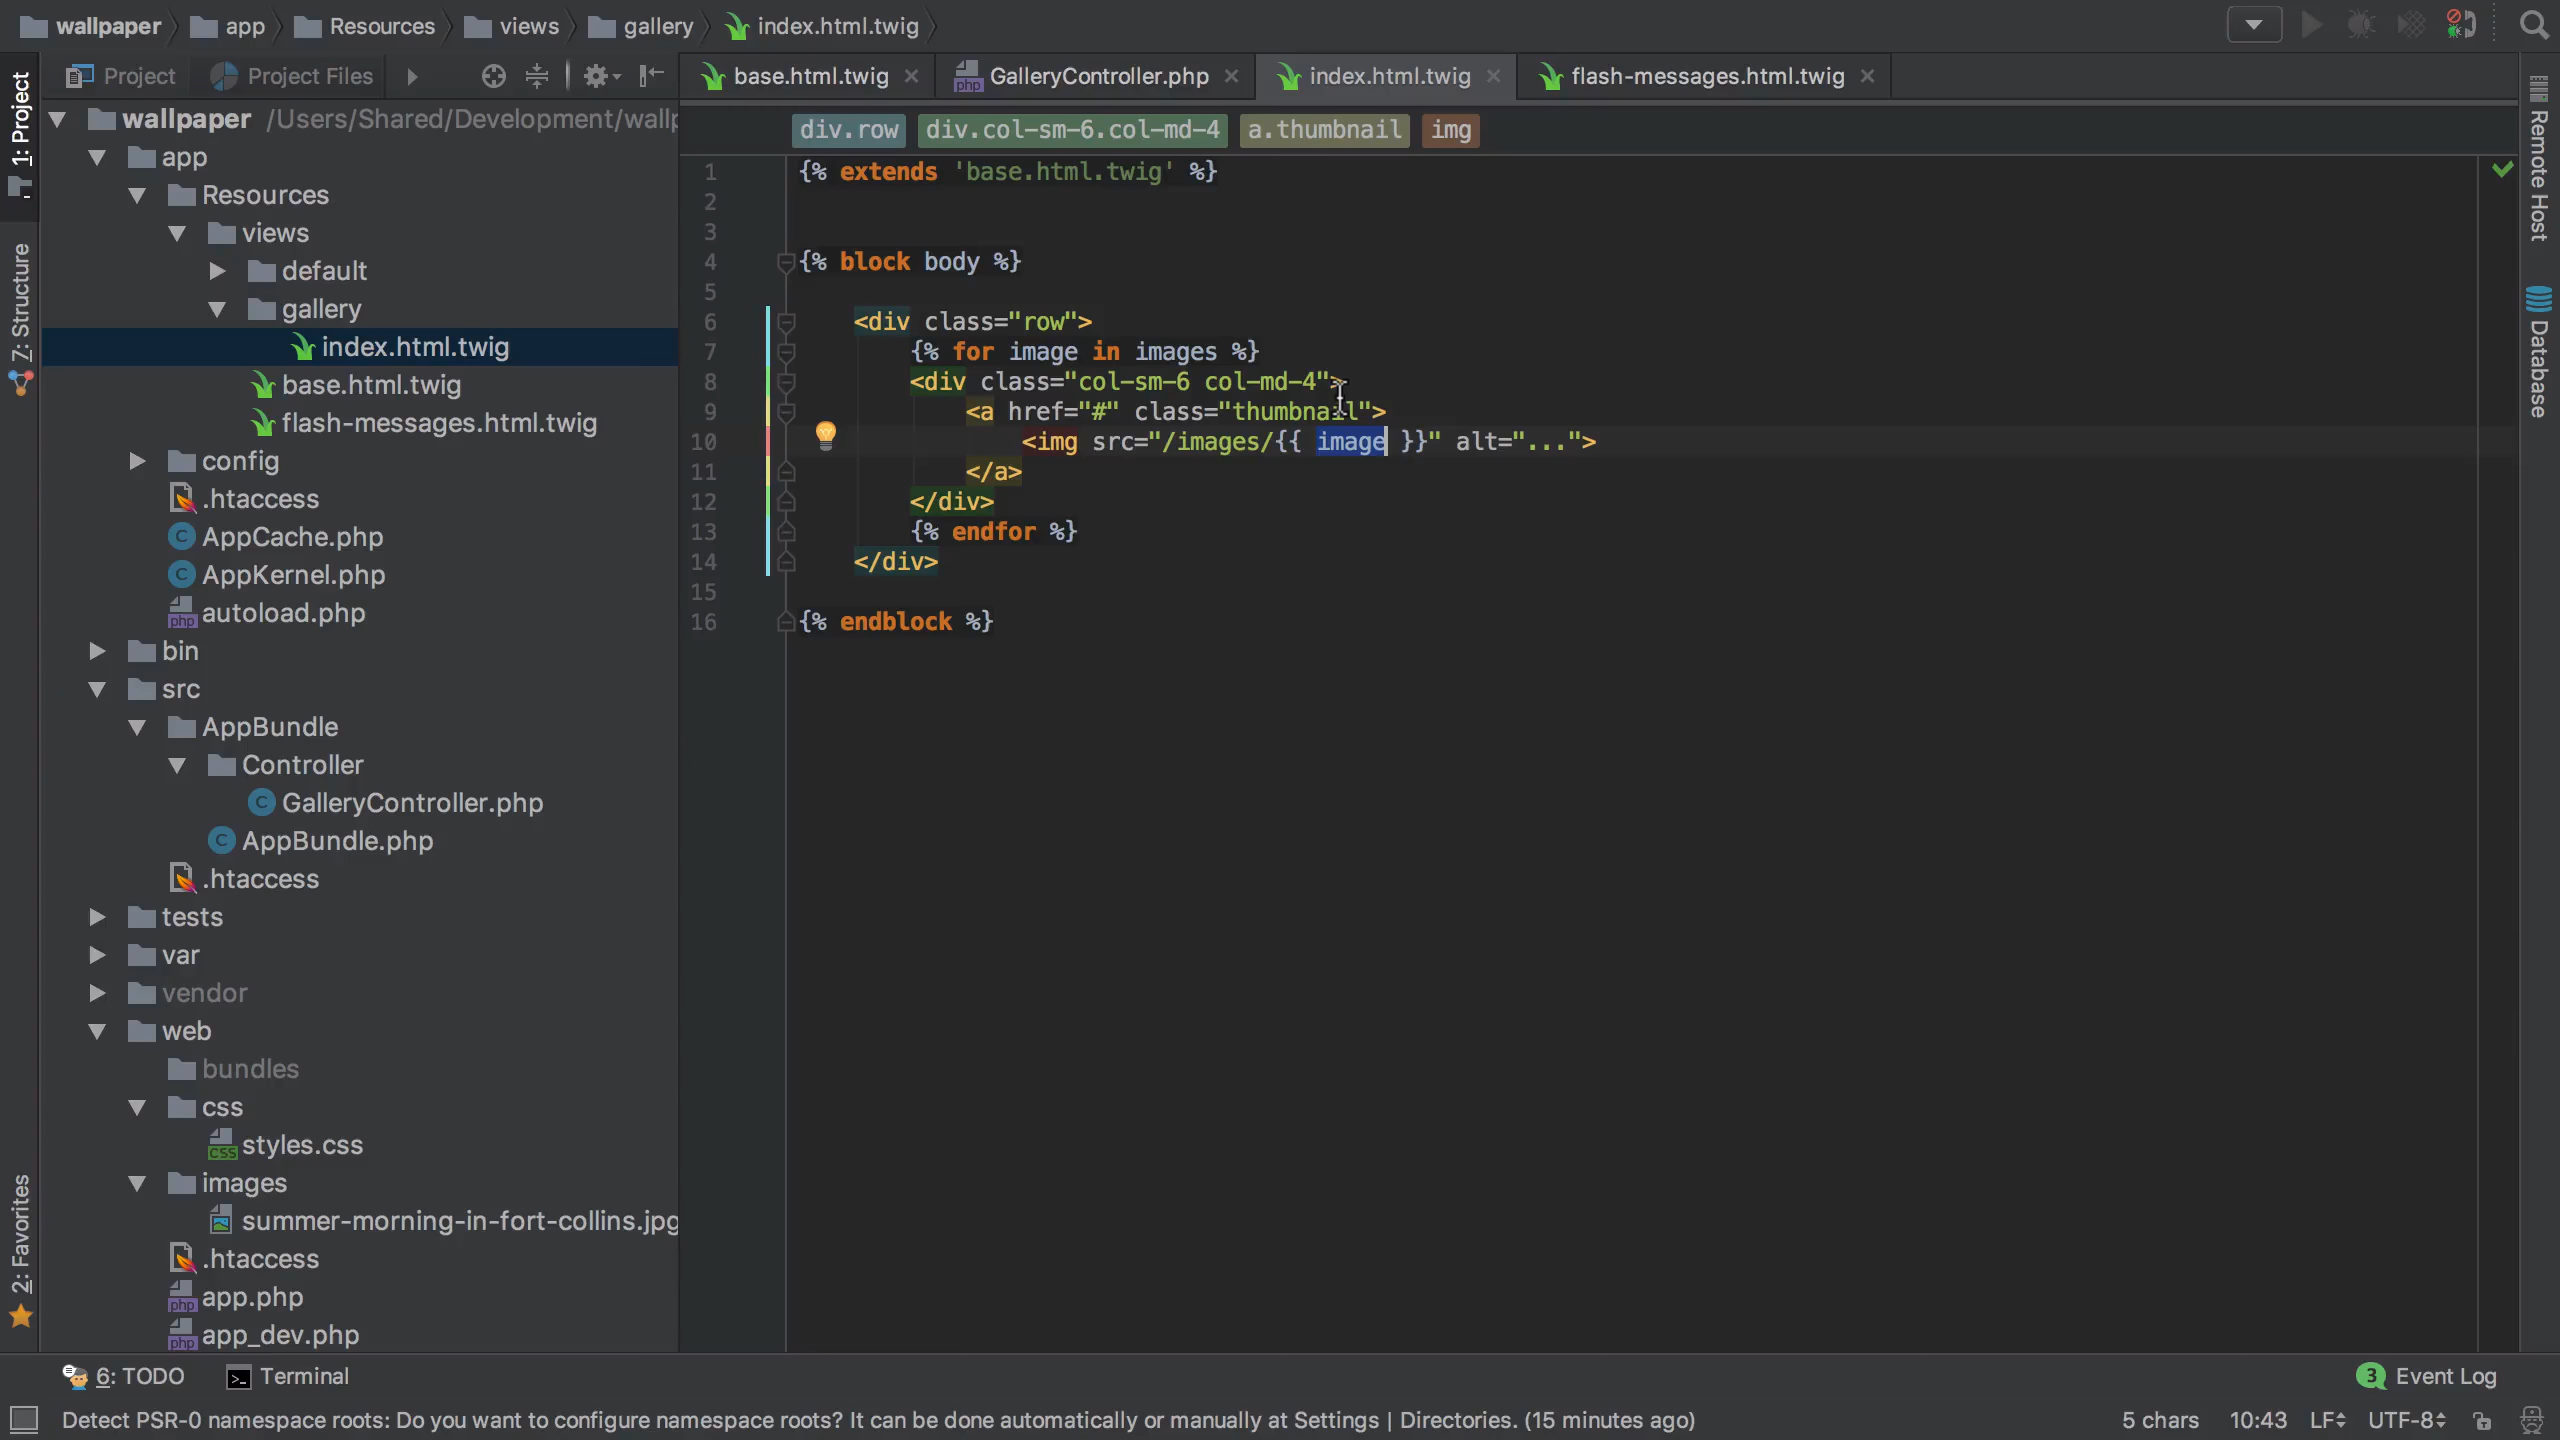 wallpaper app Resources views gallery index.html.twig
Project Project Files
base.html.twig GalleryController.php index.html.twig flash-messages.html.twig
1: Project
7: Structure
2: Favorites
wallpaper /Users/Shared/Development/wallp
app
Resources
views
default
gallery
index.html.twig
base.html.twig
flash-messages.html.twig
config
.htaccess
AppCache.php
AppKernel.php
autoload.php
bin
src
AppBundle
Controller
GalleryController.php
AppBundle.php
.htaccess
tests
var
vendor
web
bundles
css
styles.css
images
summer-morning-in-fort-collins.jpg
.htaccess
app.php
app_dev.php
div.row div.col-sm-6.col-md-4 a.thumbnail img
1 {% extends 'base.html.twig' %}
2
3
4 {% block body %}
5
6 <div class="row">
7 {% for image in images %}
8 <div class="col-sm-6 col-md-4">
9 <a href="#" class="thumbnail">
10 <img src="/images/{{ image }}" alt="...">
11 </a>
12 </div>
13 {% endfor %}
14 </div>
15
16 {% endblock %}
Remote Host
Database
6: TODO Terminal
3 Event Log
Detect PSR-0 namespace roots: Do you want to configure namespace roots? It can be done automatically or manually at Settings | Directories. (15 minutes ago)
5 chars 10:43 LF UTF-8